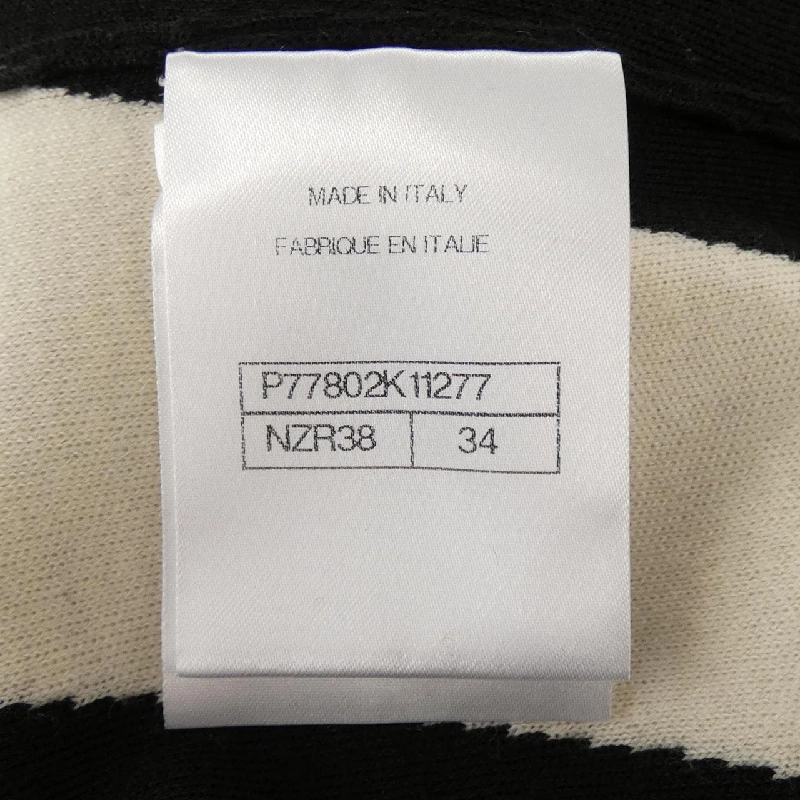 MADE IN ITALY
FABRIQUE EN ITALIE
P77802K11277
NZR38 34